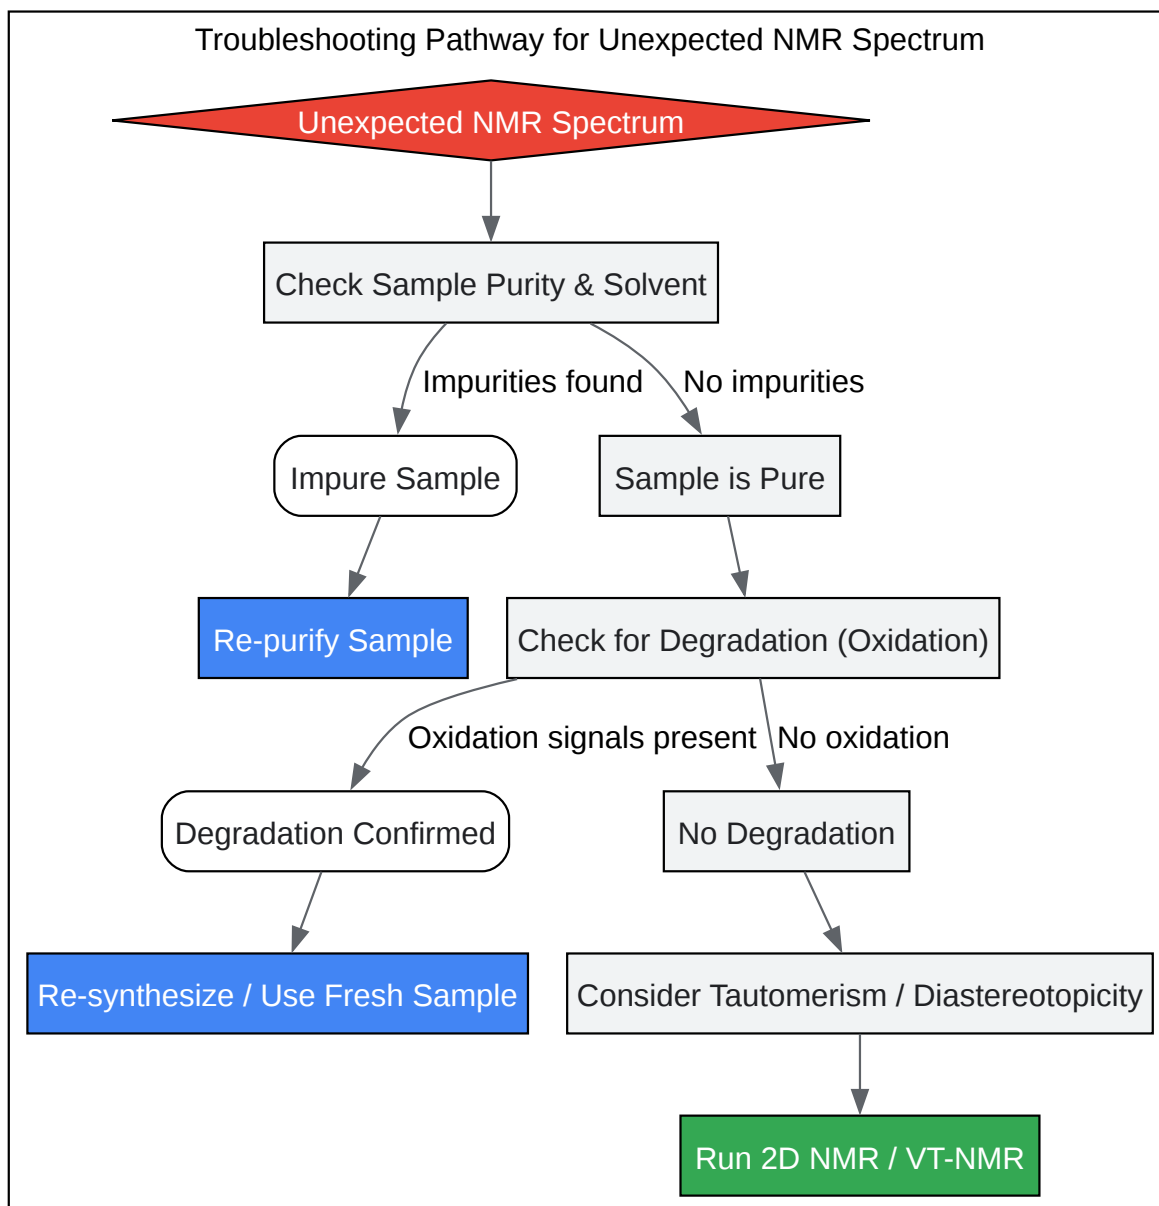 Troubleshooting Pathway for Unexpected NMR Spectrum
Unexpected NMR Spectrum
Check Sample Purity & Solvent
Impurities found
No impurities
Impure Sample
Sample is Pure
Re-purify Sample
Check for Degradation (Oxidation)
Oxidation signals present
No oxidation
Degradation Confirmed
No Degradation
Re-synthesize / Use Fresh Sample
Consider Tautomerism / Diastereotopicity
Run 2D NMR / VT-NMR